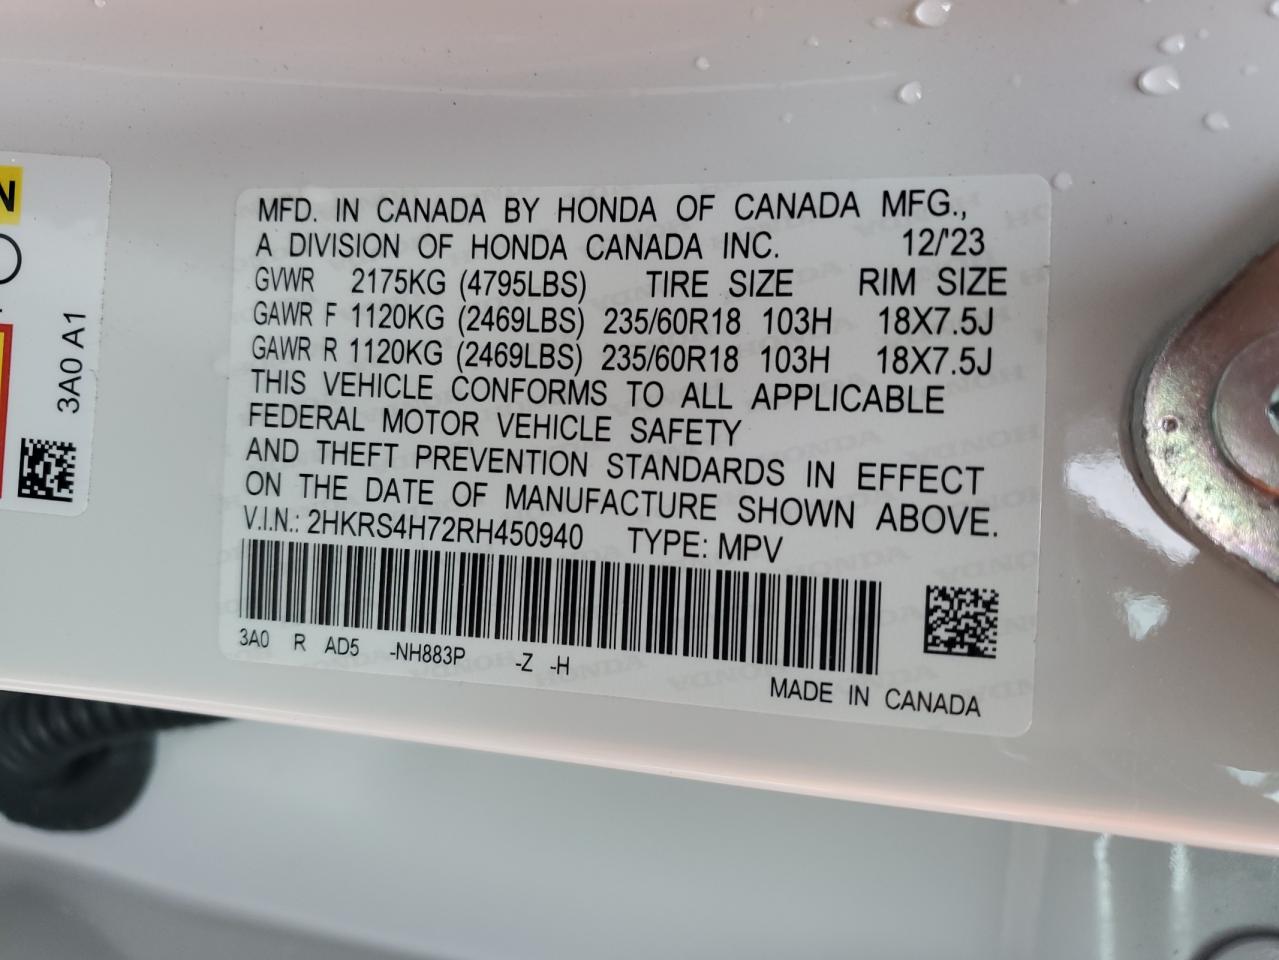 N
3A0 A1
MFD. IN CANADA BY HONDA OF CANADA MFG.,
A DIVISION OF HONDA CANADA INC. 12/'23
GVWR 2175KG (4795LBS) TIRE SIZE RIM SIZE
GAWR F 1120KG (2469LBS) 235/60R18 103H 18X7.5J
GAWR R 1120KG (2469LBS) 235/60R18 103H 18X7.5J
THIS VEHICLE CONFORMS TO ALL APPLICABLE
FEDERAL MOTOR VEHICLE SAFETY
AND THEFT PREVENTION STANDARDS IN EFFECT
ON THE DATE OF MANUFACTURE SHOWN ABOVE.
V.I.N.: 2HKRS4H72RH450940 TYPE: MPV
3A0 R AD5 -NH883P -Z -H
MADE IN CANADA